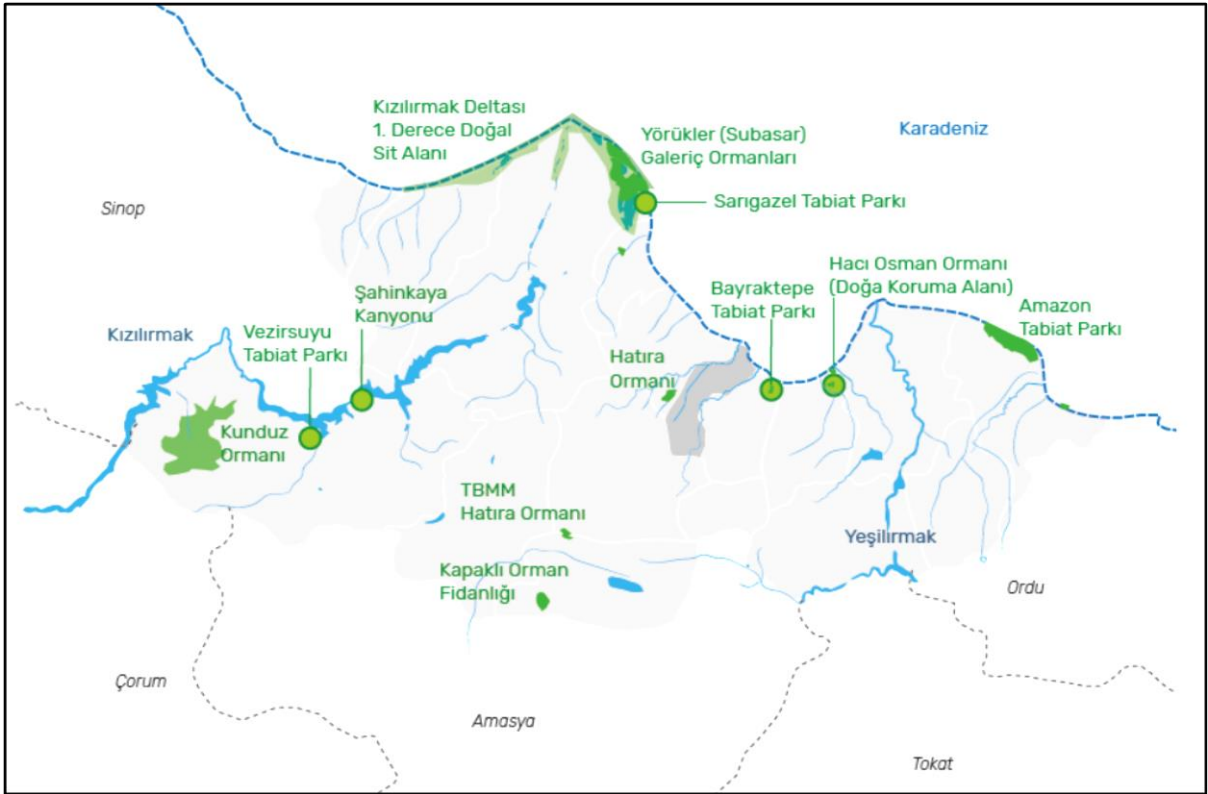 Kızılırmak Deltası
1. Derece Doğal
Sit Alanı
Yörükler (Subasar)
Galeriç Ormanları
Karadeniz
Sarıgazel Tabiat Parkı
Sinop
Hacı Osman Ormanı
(Doğa Koruma Alanı)
Bayraktepe
Tabiat Parkı
Amazon
Tabiat Parkı
Şahinkaya
Kanyonu
Kızılırmak
Vezirsuyu
Tabiat Parkı
Hatıra
Ormanı
Kunduz
Ormanı
TBMM
Hatıra Ormanı
Yeşilırmak
Kapaklı Orman
Fidanlığı
Ordu
Çorum
Amasya
Tokat